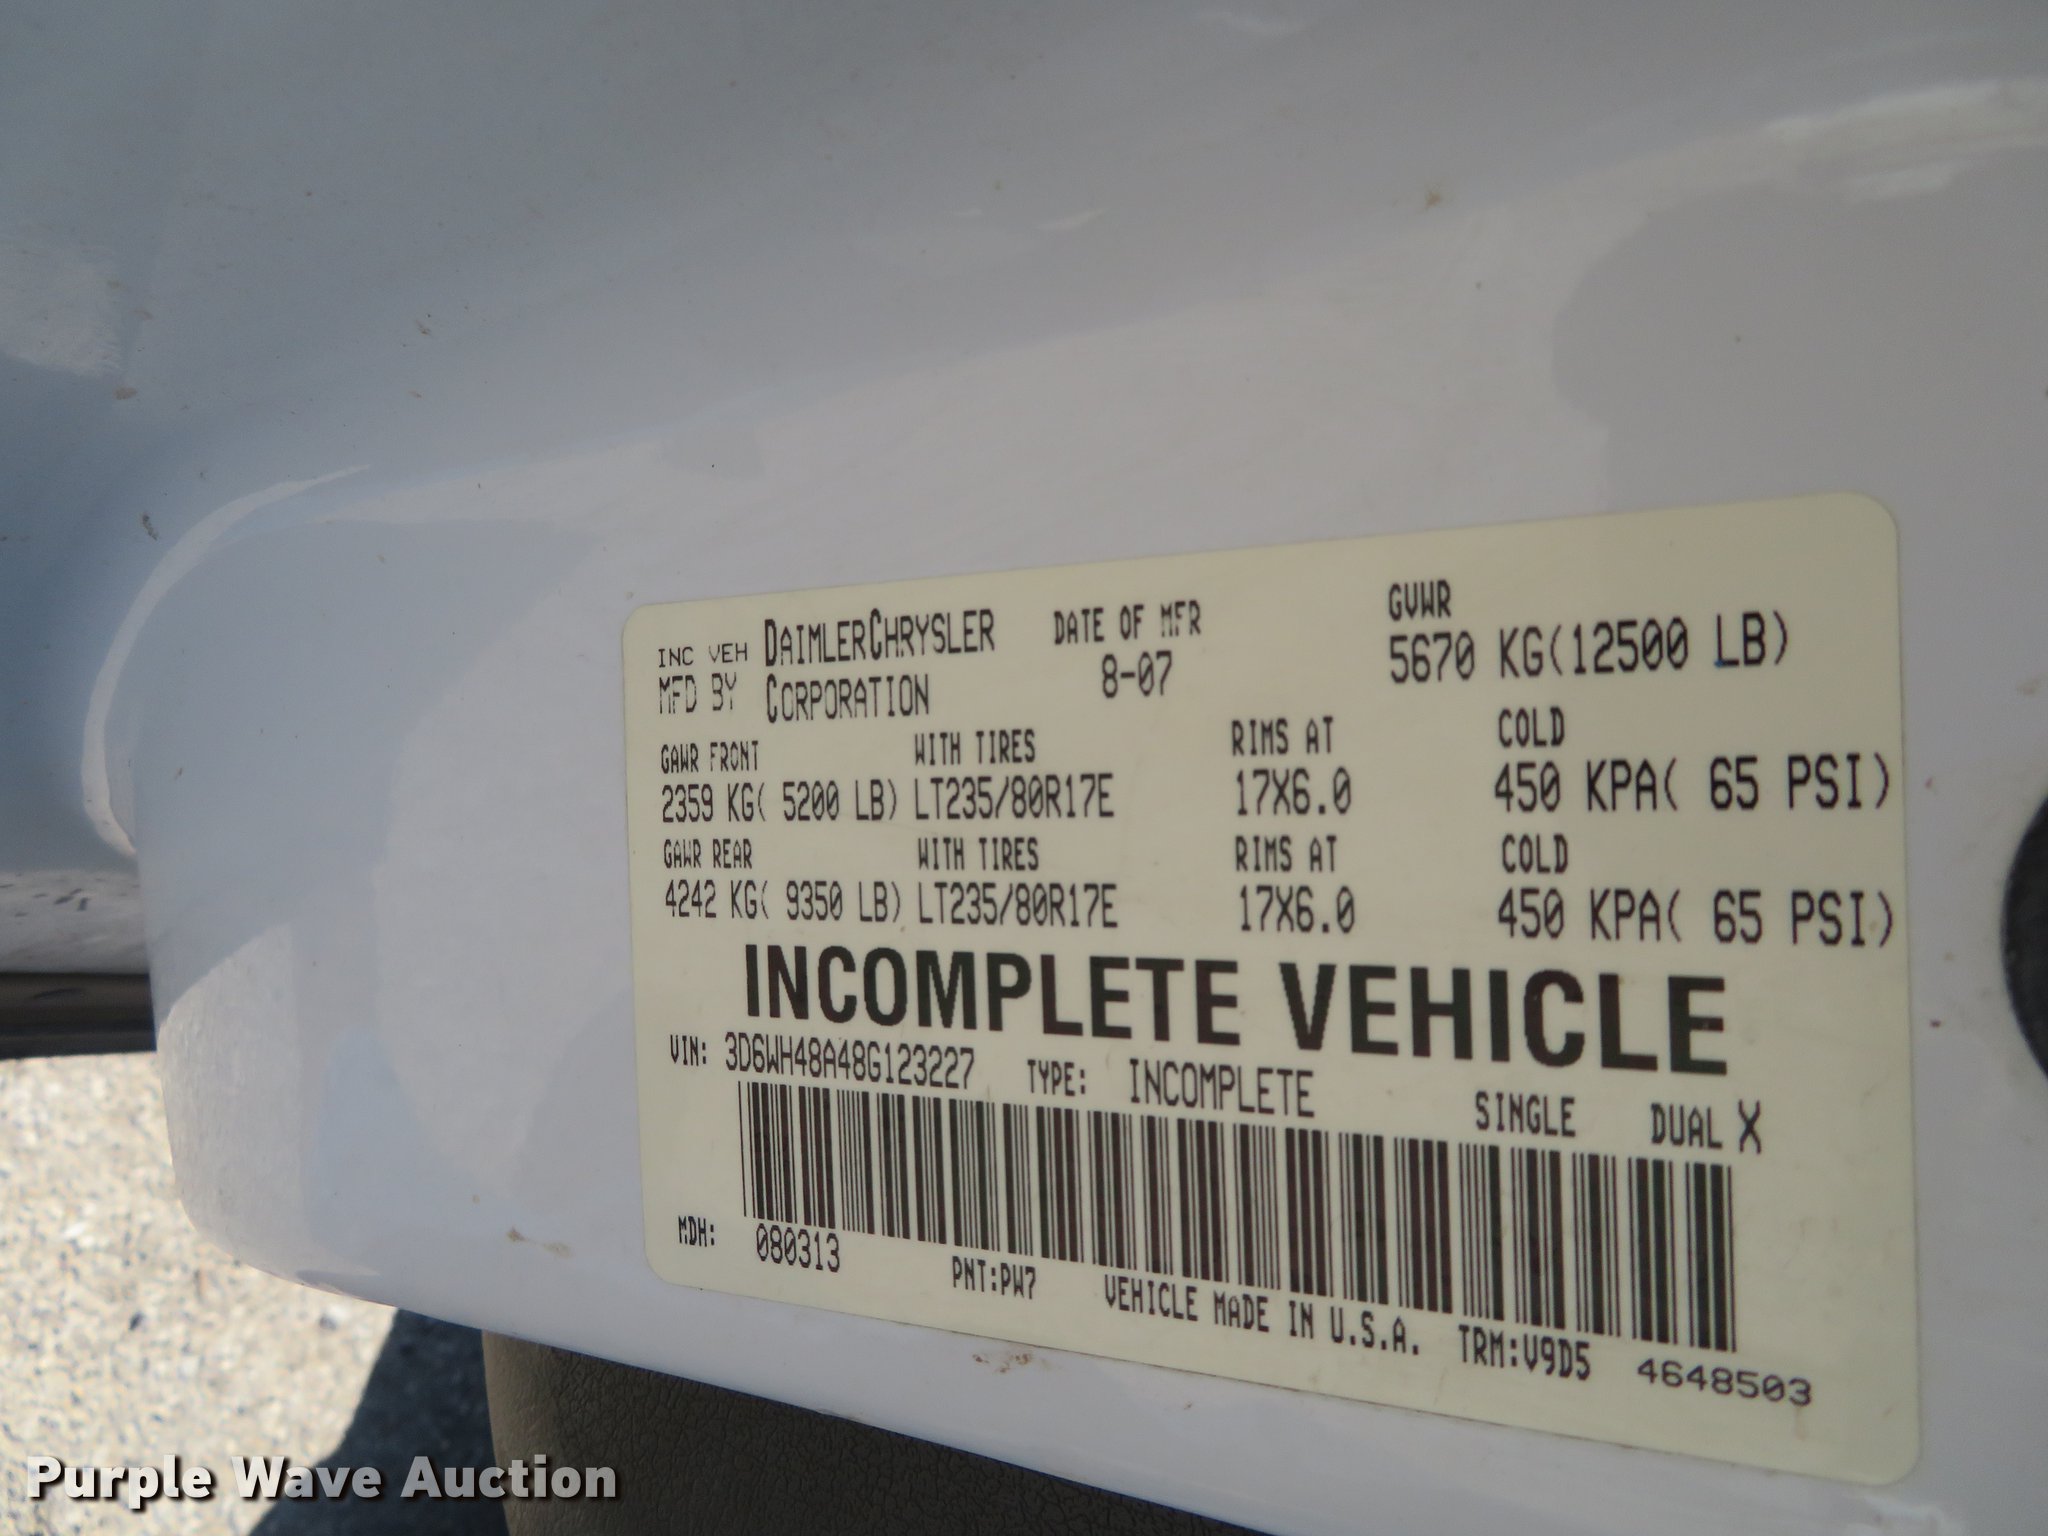 INC VEH DAIMLERCHRYSLER DATE OF MFR GVWR
MFD BY CORPORATION 8-07 5670 KG(12500 LB)
GAWR FRONT WITH TIRES RIMS AT COLD
2359 KG( 5200 LB) LT235/80R17E 17X6.0 450 KPA( 65 PSI)
GAWR REAR WITH TIRES RIMS AT COLD
4242 KG( 9350 LB) LT235/80R17E 17X6.0 450 KPA( 65 PSI)
INCOMPLETE VEHICLE
VIN: 3D6WH48A48G123227 TYPE: INCOMPLETE SINGLE DUAL X
MDH: 080313 PNT:PW7 VEHICLE MADE IN U.S.A. TRM:V9D5 4648503
Purple Wave Auction